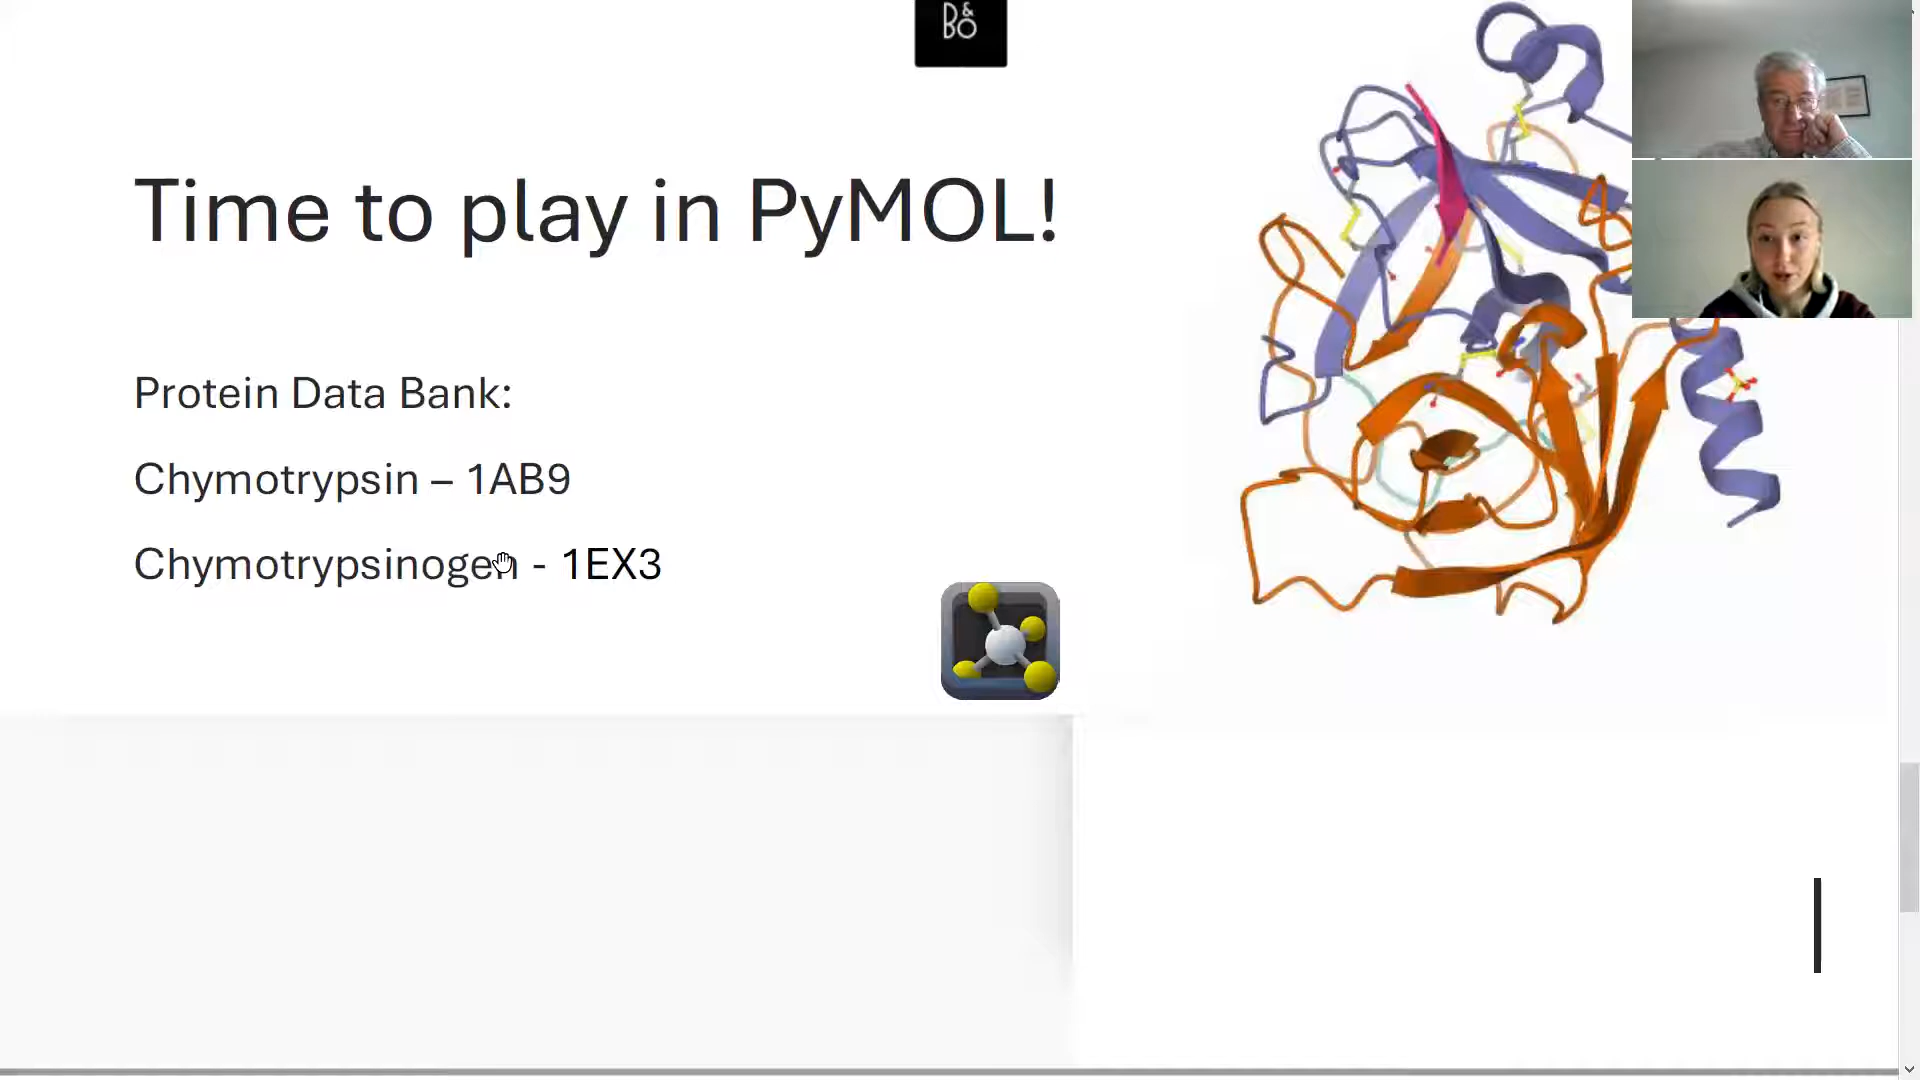 B&O
Time to play in PyMOL!
Protein Data Bank:
Chymotrypsin – 1AB9
Chymotrypsinogen - 1EX3